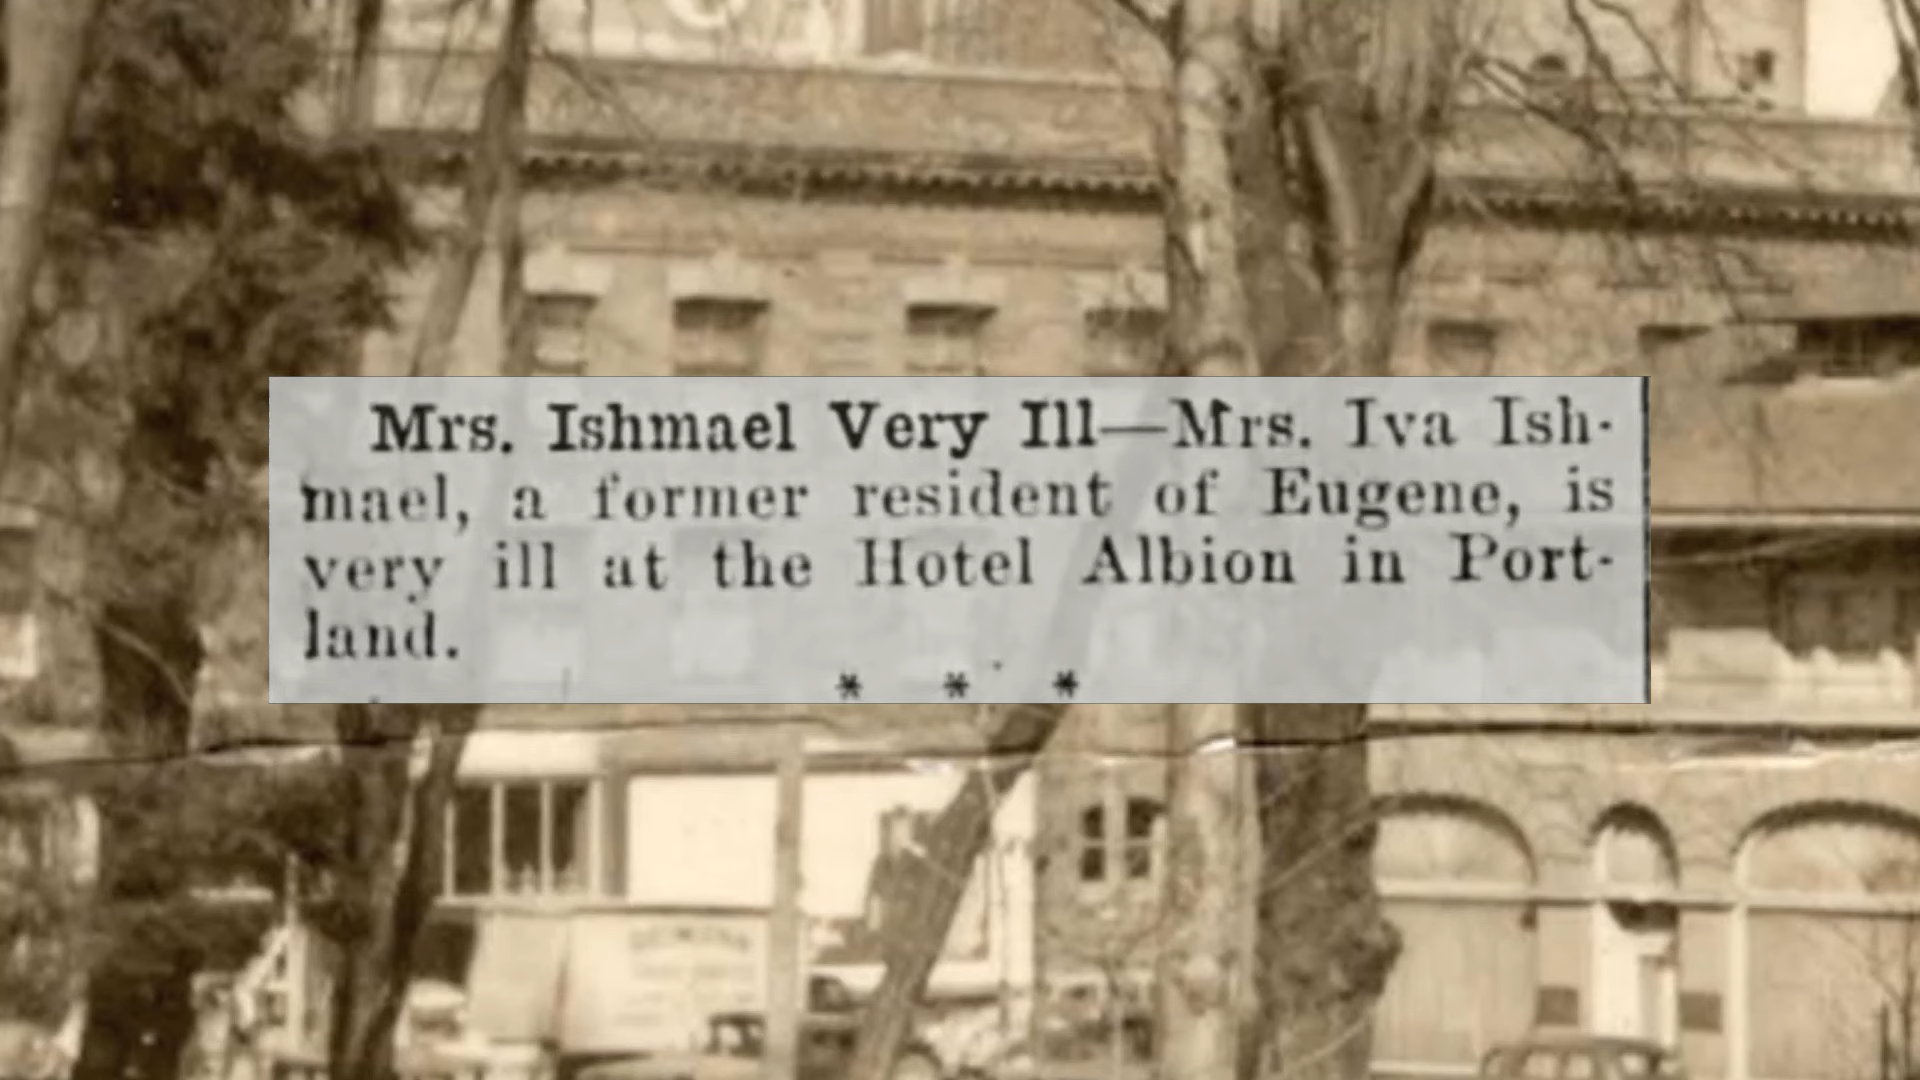 Mrs. Ishmael Very Ill—Mrs. Iva Ish-
mael, a former resident of Eugene, is
very ill at the Hotel Albion in Port-
land.
* * *